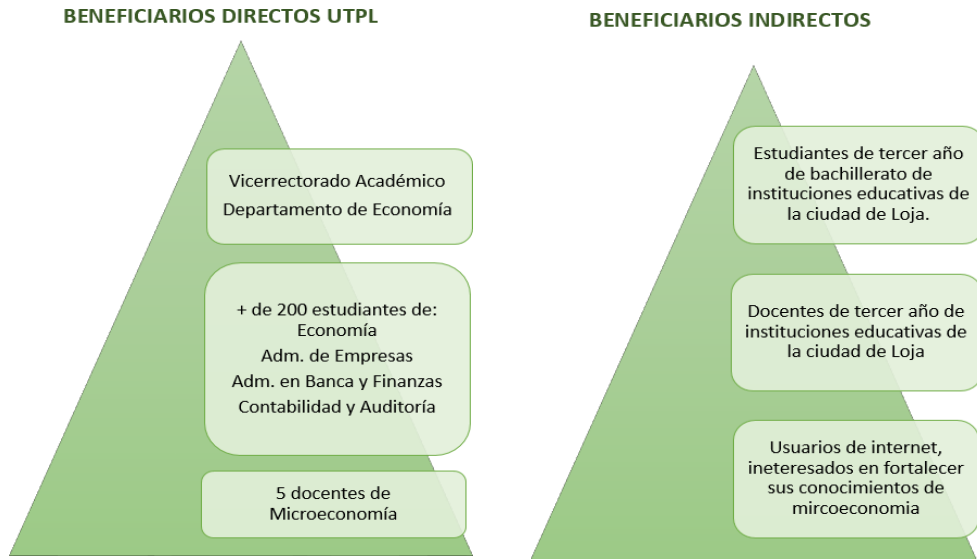 BENEFICIARIOS DIRECTOS UTPL
Vicerrectorado Académico
Departamento de Economía
+ de 200 estudiantes de:
Economía
Adm. de Empresas
Adm. en Banca y Finanzas
Contabilidad y Auditoría
5 docentes de
Microeconomía
BENEFICIARIOS INDIRECTOS
Estudiantes de tercer año
de bachillerato de
instituciones educativas de
la ciudad de Loja.
Docentes de tercer año de
instituciones educativas de
la ciudad de Loja
Usuarios de internet,
ineteresados en fortalecer
sus conocimientos de
mircoeconomia